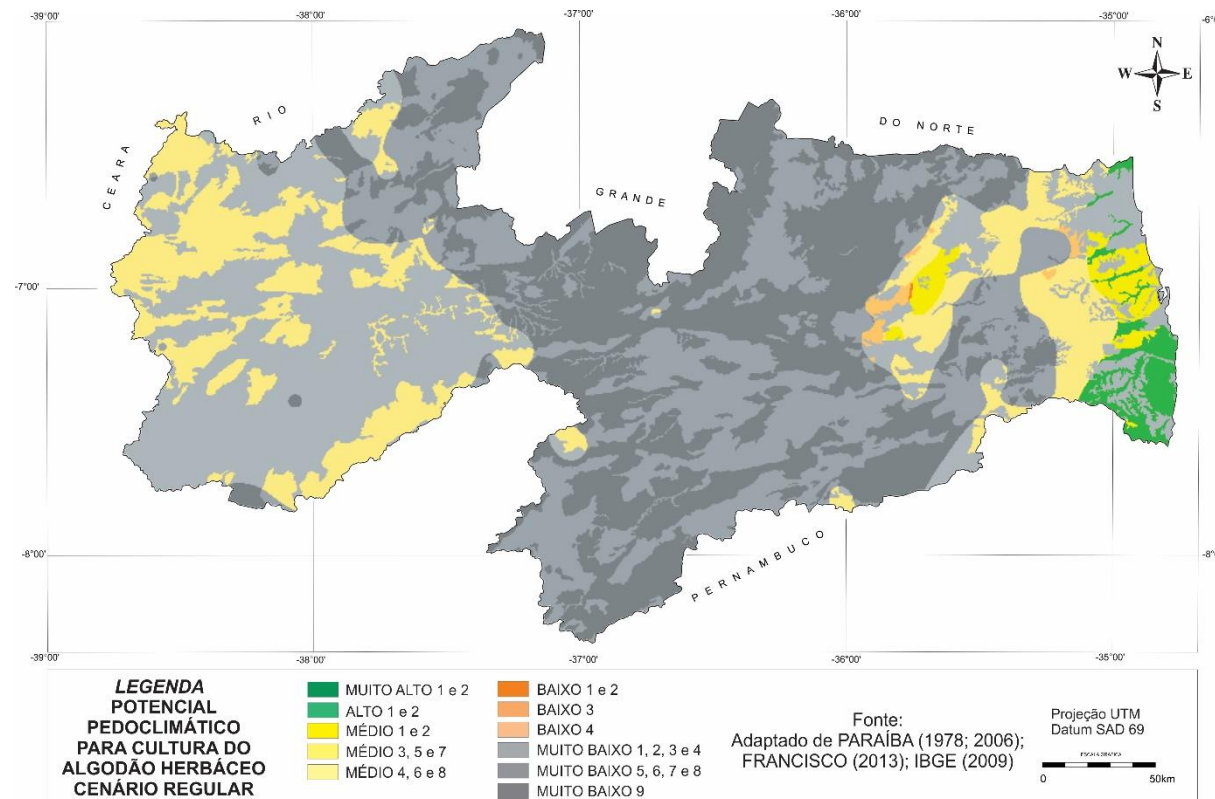 -39°00'
-38°00'
-37°00'
-36°00'
-35°00'
N
W E
S
RIO
DO NORTE
CEARA
GRANDE
-7°00'
-8°00'
PERNAMBUCO
-39°00'
-38°00'
-37°00'
-36°00'
-35°00'
LEGENDA
POTENCIAL
PEDOCLIMÁTICO
PARA CULTURA DO
ALGODÃO HERBÁCEO
CENÁRIO REGULAR
MUITO ALTO 1 e 2
ALTO 1 e 2
MÉDIO 1 e 2
MÉDIO 3, 5 e 7
MÉDIO 4, 6 e 8
BAIXO 1 e 2
BAIXO 3
BAIXO 4
MUITO BAIXO 1, 2, 3 e 4
MUITO BAIXO 5, 6, 7 e 8
MUITO BAIXO 9
Fonte:
Adaptado de PARAÍBA (1978; 2006);
FRANCISCO (2013); IBGE (2009)
Projeção UTM
Datum SAD 69
ESCALA GRÁFICA
0 50km